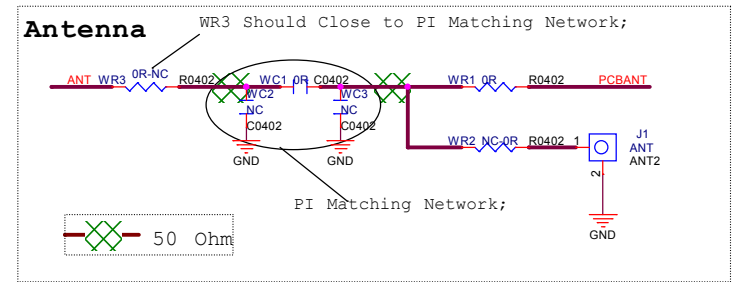 Antenna
WR3 Should Close to PI Matching Network;
ANT WR3 0R-NC R0402 WC1 0R C0402 WR1 0R R0402 PCBANT
WC2 WC3
NC NC
C0402 C0402
GND GND
WR2 NC-0R R0402 1 J1
ANT
ANT2
2
GND
PI Matching Network;
50 Ohm